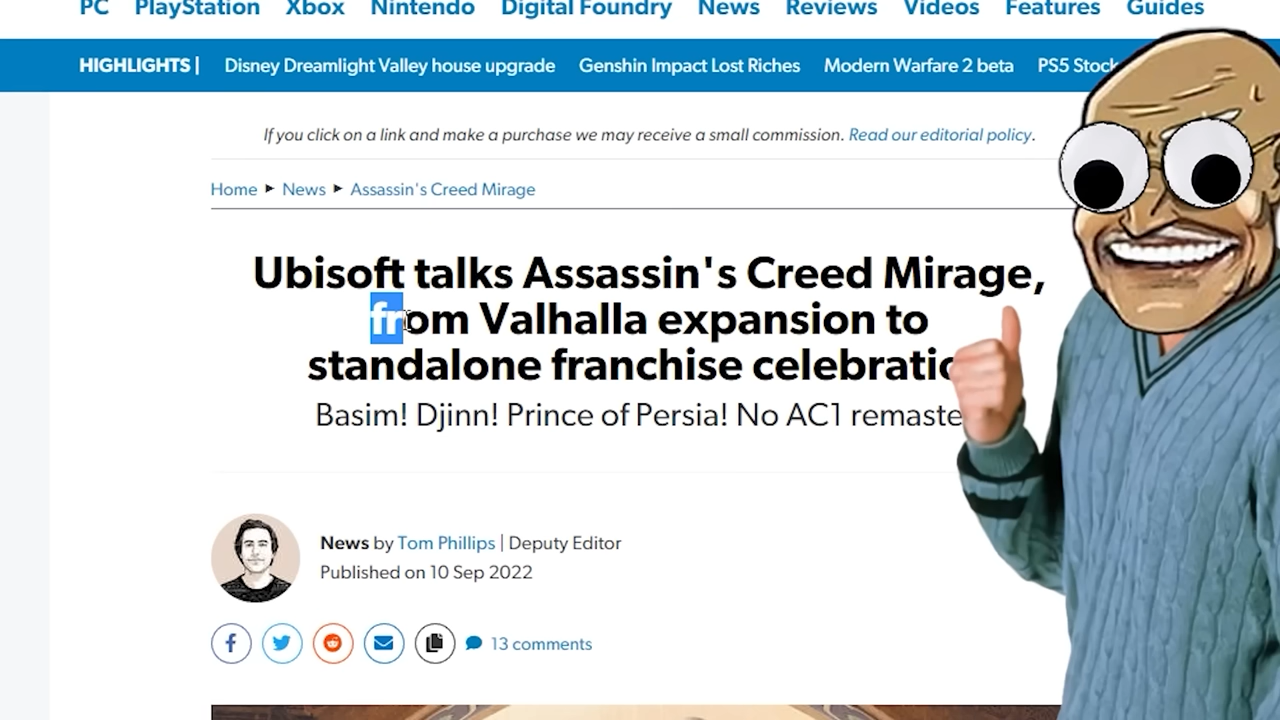 PC PlayStation Xbox Nintendo Digital Foundry News Reviews Videos Features Guides
HIGHLIGHTS | Disney Dreamlight Valley house upgrade Genshin Impact Lost Riches Modern Warfare 2 beta PS5 Stock
If you click on a link and make a purchase we may receive a small commission. Read our editorial policy.
Home ► News ► Assassin's Creed Mirage
Ubisoft talks Assassin's Creed Mirage,
from Valhalla expansion to
standalone franchise celebratio
Basim! Djinn! Prince of Persia! No AC1 remaste
News by Tom Phillips | Deputy Editor
Published on 10 Sep 2022
13 comments